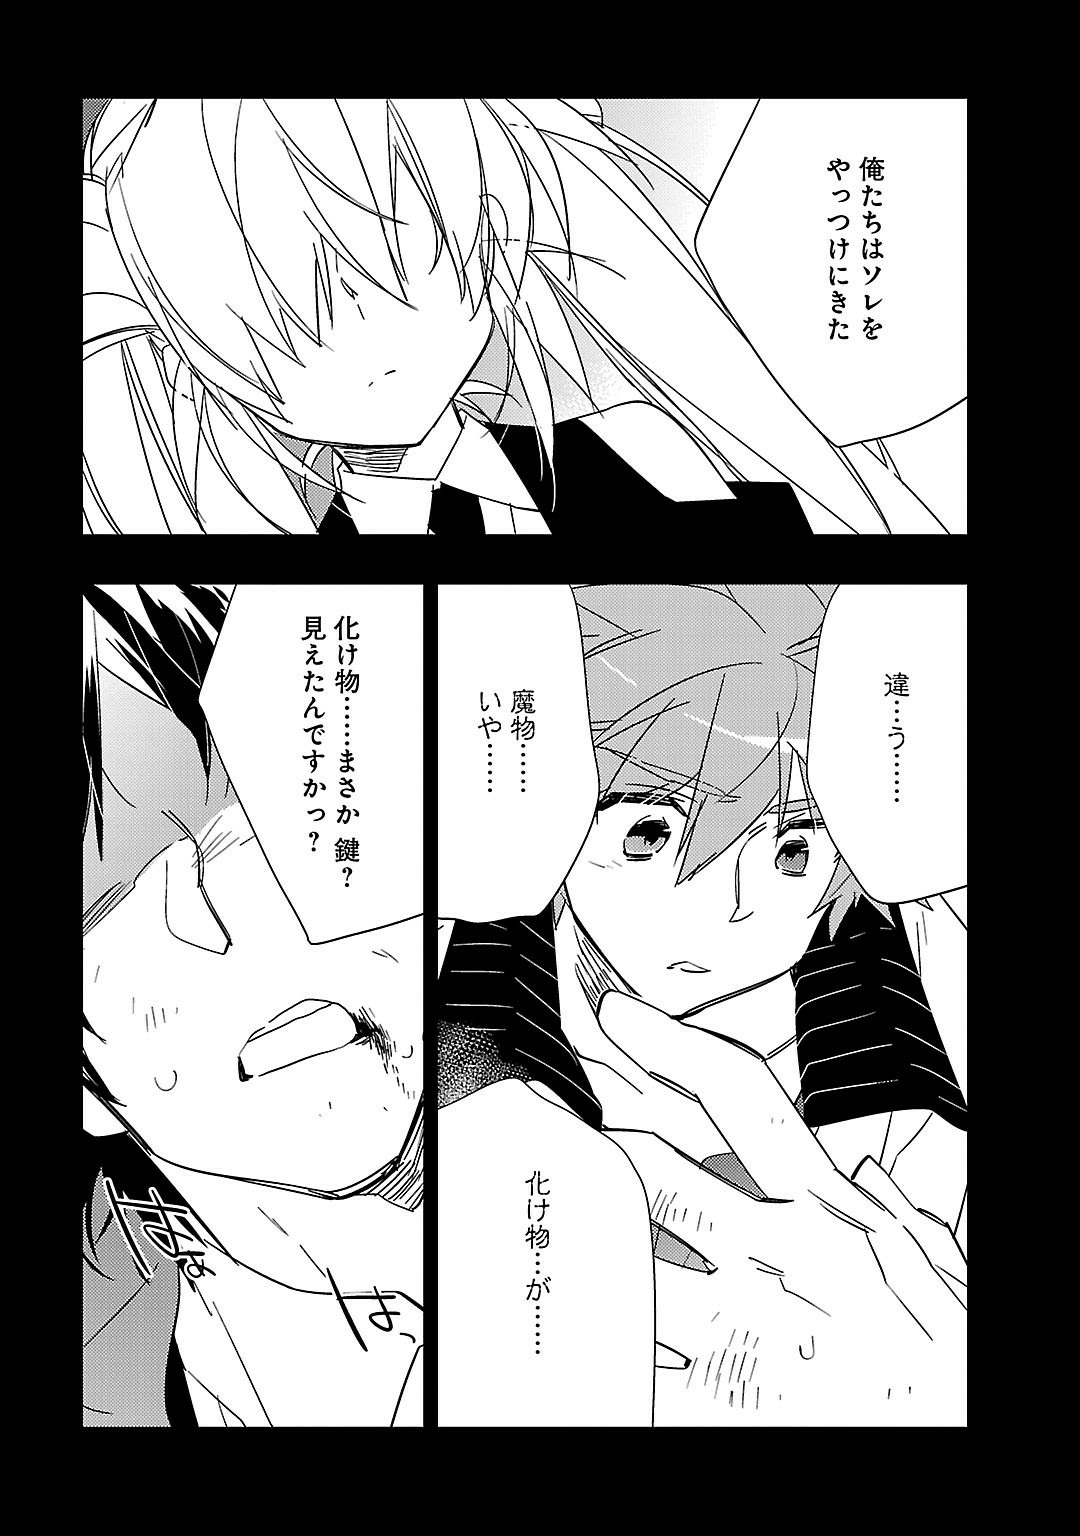 俺たちはソレを
やっつけにきた
違…う……
魔物……
いや……
化け物…が……
化け物……まさか 鍵?
見えたんですかっ?
はぁ
は、